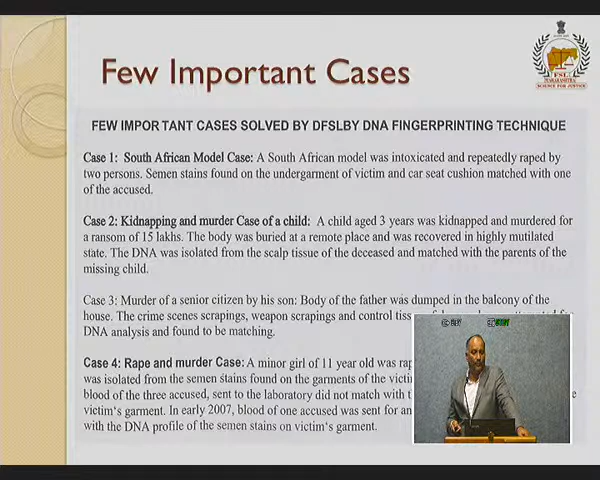 FSL
MAHARASHTRA
SCIENCE FOR JUSTICE
Few Important Cases
FEW IMPORTANT CASES SOLVED BY DFSLBY DNA FINGERPRINTING TECHNIQUE
Case 1: South African Model Case: A South African model was intoxicated and repeatedly raped by
two persons. Semen stains found on the undergarment of victim and car seat cushion matched with one
of the accused.
Case 2: Kidnapping and murder Case of a child: A child aged 3 years was kidnapped and murdered for
a ransom of 15 lakhs. The body was buried at a remote place and was recovered in highly mutilated
state. The DNA was isolated from the scalp tissue of the deceased and matched with the parents of the
missing child.
Case 3: Murder of a senior citizen by his son: Body of the father was dumped in the balcony of the
house. The crime scenes scrapings, weapon scrapings and control
DNA analysis and found to be matching.
Case 4: Rape and murder Case: A minor girl of 11 year old was
was isolated from the semen stains found on the garments of the
blood of the three accused, sent to the laboratory did not match with
victim's garment. In early 2007, blood of one accused was sent for
with the DNA profile of the semen stains on victim's garment.